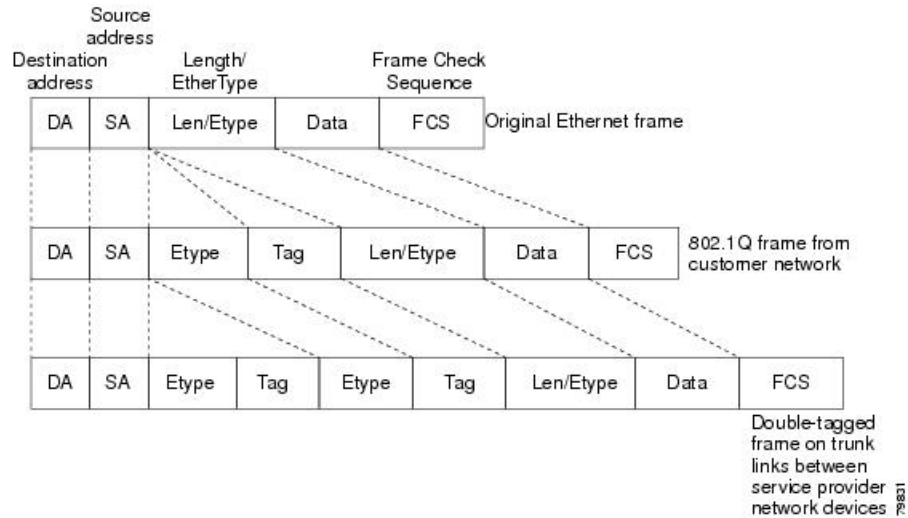 Source
address
Destination
address
Length/
EtherType
Frame Check
Sequence
DA SA Len/Etype Data FCS Original Ethernet frame
DA SA Etype Tag Len/Etype Data FCS 802.1Q frame from
customer network
DA SA Etype Tag Etype Tag Len/Etype Data FCS
Double-tagged
frame on trunk
links between
service provider
network devices
79831